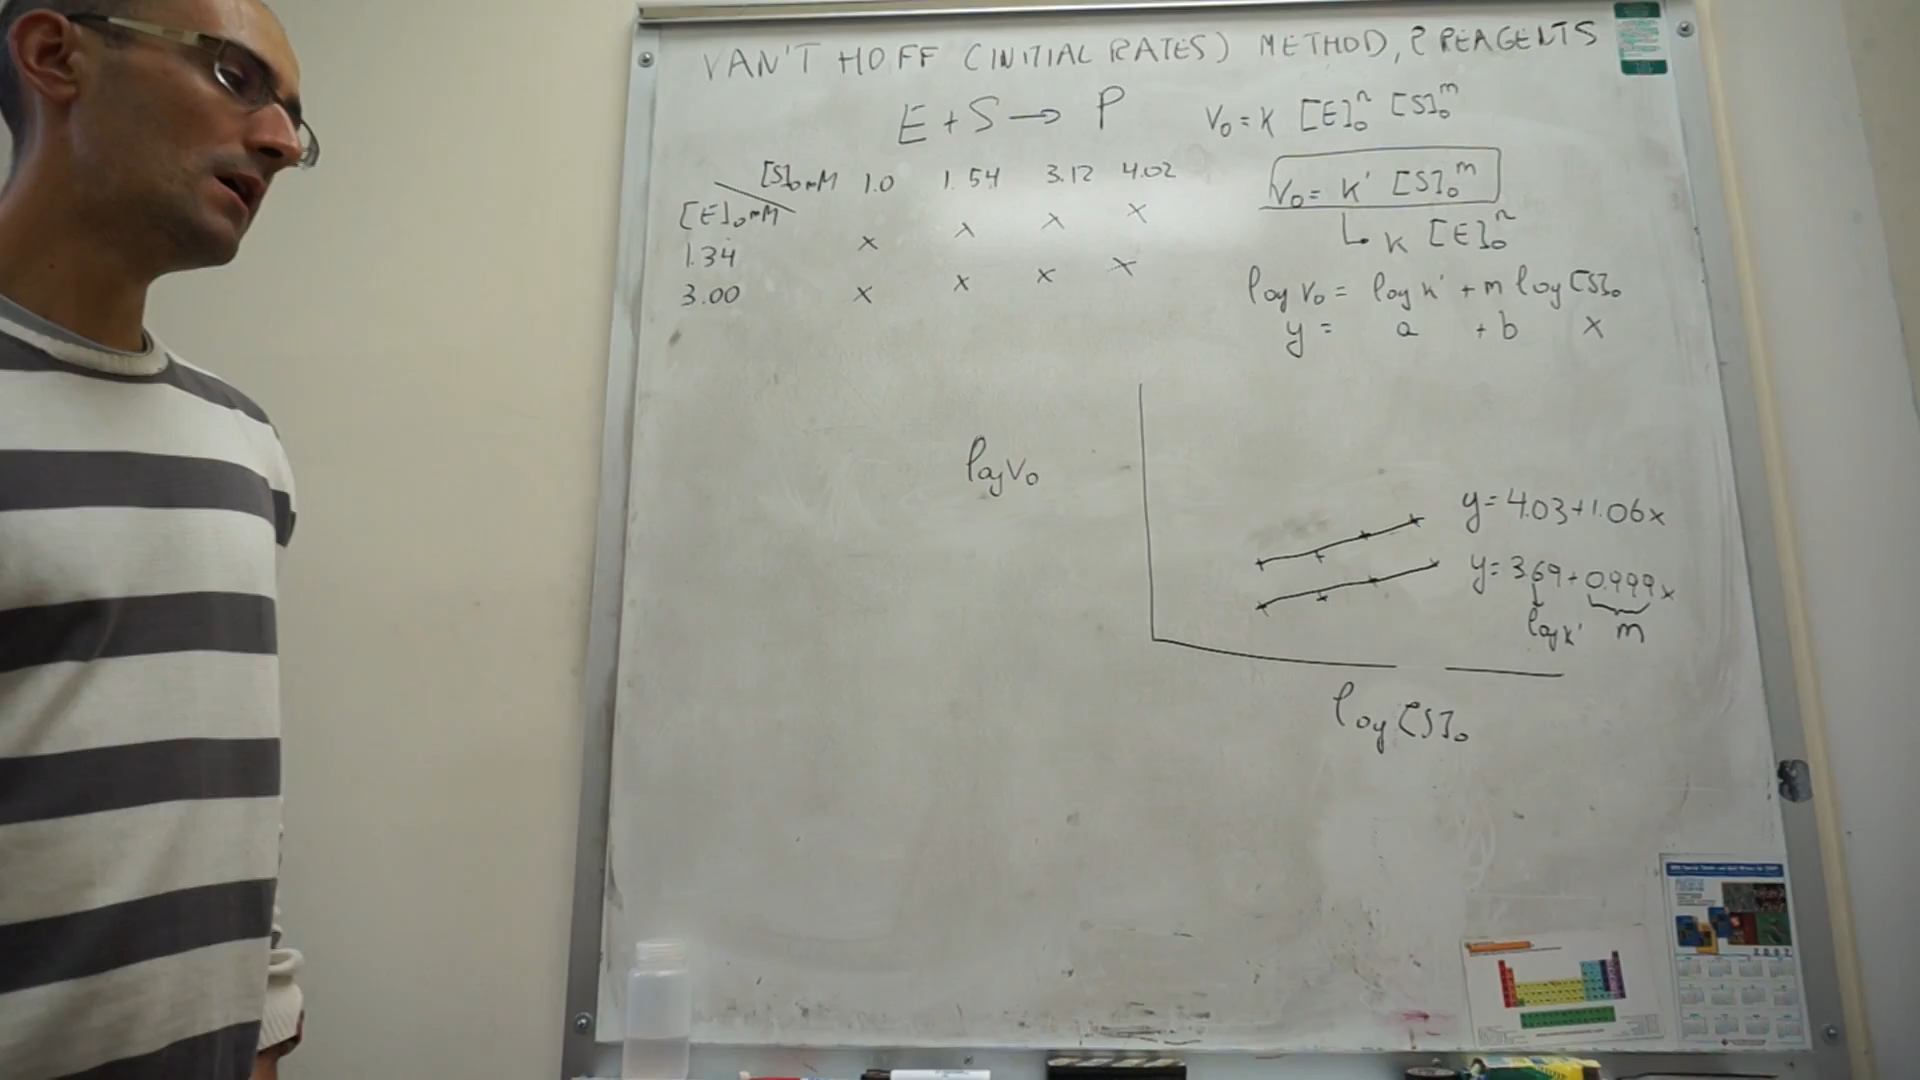 VAN'T HOFF (INITIAL RATES) METHOD, 2 REAGENTS
E + S → P
V₀ = K [E]₀ⁿ [S]₀ᵐ
[S]₀ mM 1.0 1.54 3.12 4.02
[E]₀ mM
1.34 x x x x
3.00 x x x x
V₀ = K' [S]₀ᵐ
↳ K [E]₀ⁿ
log V₀ = log K' + m log [S]₀
y = a + b x
log V₀
y = 4.03 + 1.06x
y = 3.69 + 0.999x
log K' m
log [S]₀
2007